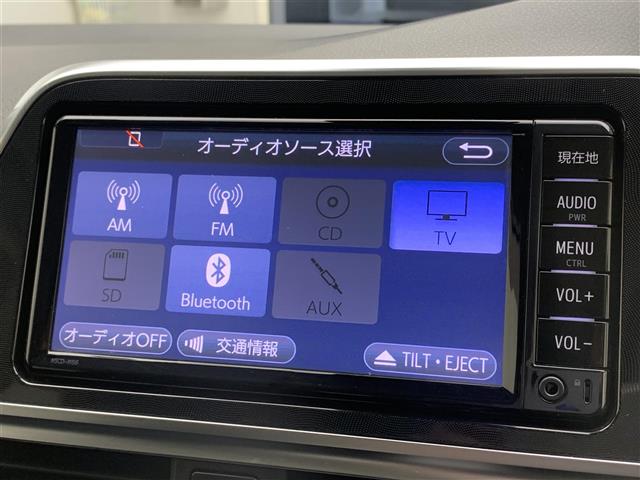 オーディオソース選択
AM
FM
CD
TV
SD
Bluetooth
AUX
オーディオOFF
交通情報
TILT・EJECT
現在地
AUDIO
PWR
MENU
CTRL
VOL+
VOL-